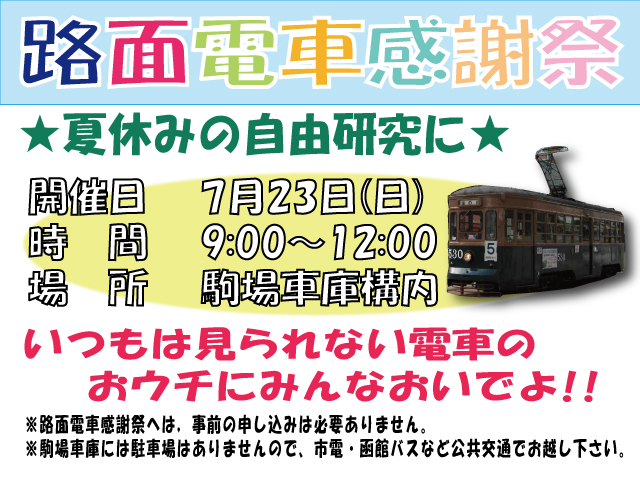 路面電車感謝祭
★夏休みの自由研究に★
開催日 7月23日(日)
時 間 9:00～12:00
場 所 駒場車庫構内
5
530
いつもは見られない電車の
おウチにみんなおいでよ!!
※路面電車感謝祭へは，事前の申し込みは必要ありません。
※駒場車庫には駐車場はありませんので、市電・函館バスなど公共交通でお越し下さい。